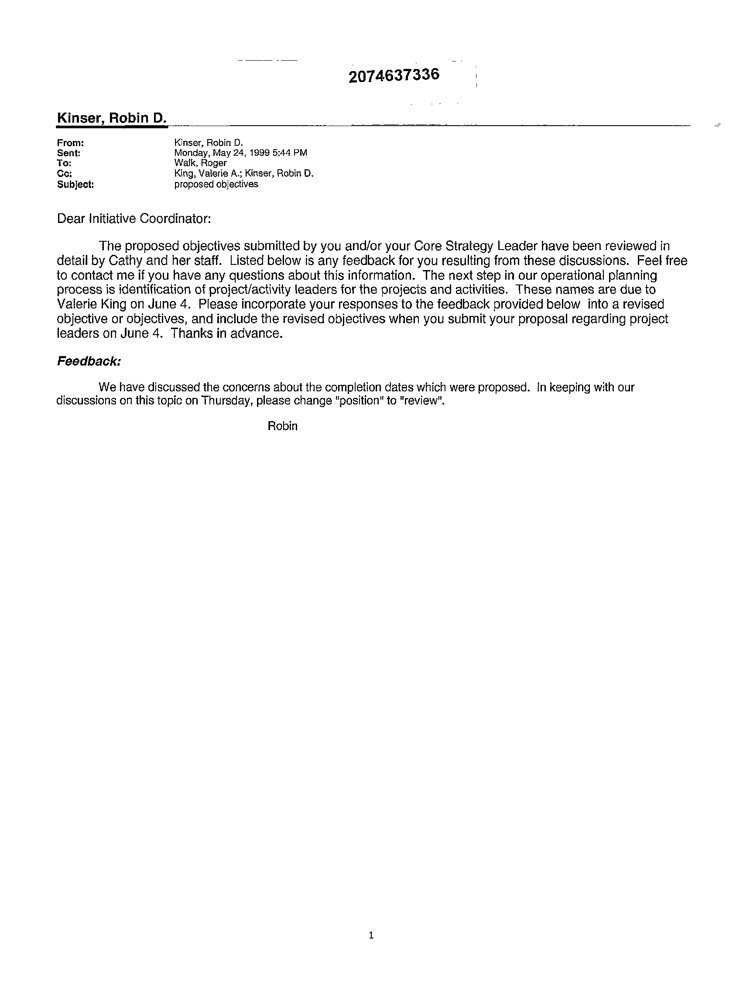 2074637336
Kinser, Robin D.
From: Kinser, Robin D.
Sent: Monday, May 24, 1999 5:44 PM
To: Walk, Roger
Cc: King, Valerie A.; Kinser, Robin D.
Subject: proposed objectives
Dear Initiative Coordinator:
The proposed objectives submitted by you and/or your Core Strategy Leader have been reviewed in
detail by Cathy and her staff.  Listed below is any feedback for you resulting from these discussions.  Feel free
to contact me if you have any questions about this information.  The next step in our operational planning
process is identification of project/activity leaders for the projects and activities.  These names are due to
Valerie King on June 4.  Please incorporate your responses to the feedback provided below  into a revised
objective or objectives, and include the revised objectives when you submit your proposal regarding project
leaders on June 4.  Thanks in advance.
Feedback:
We have discussed the concerns about the completion dates which were proposed.  In keeping with our
discussions on this topic on Thursday, please change "position" to "review".
Robin
1